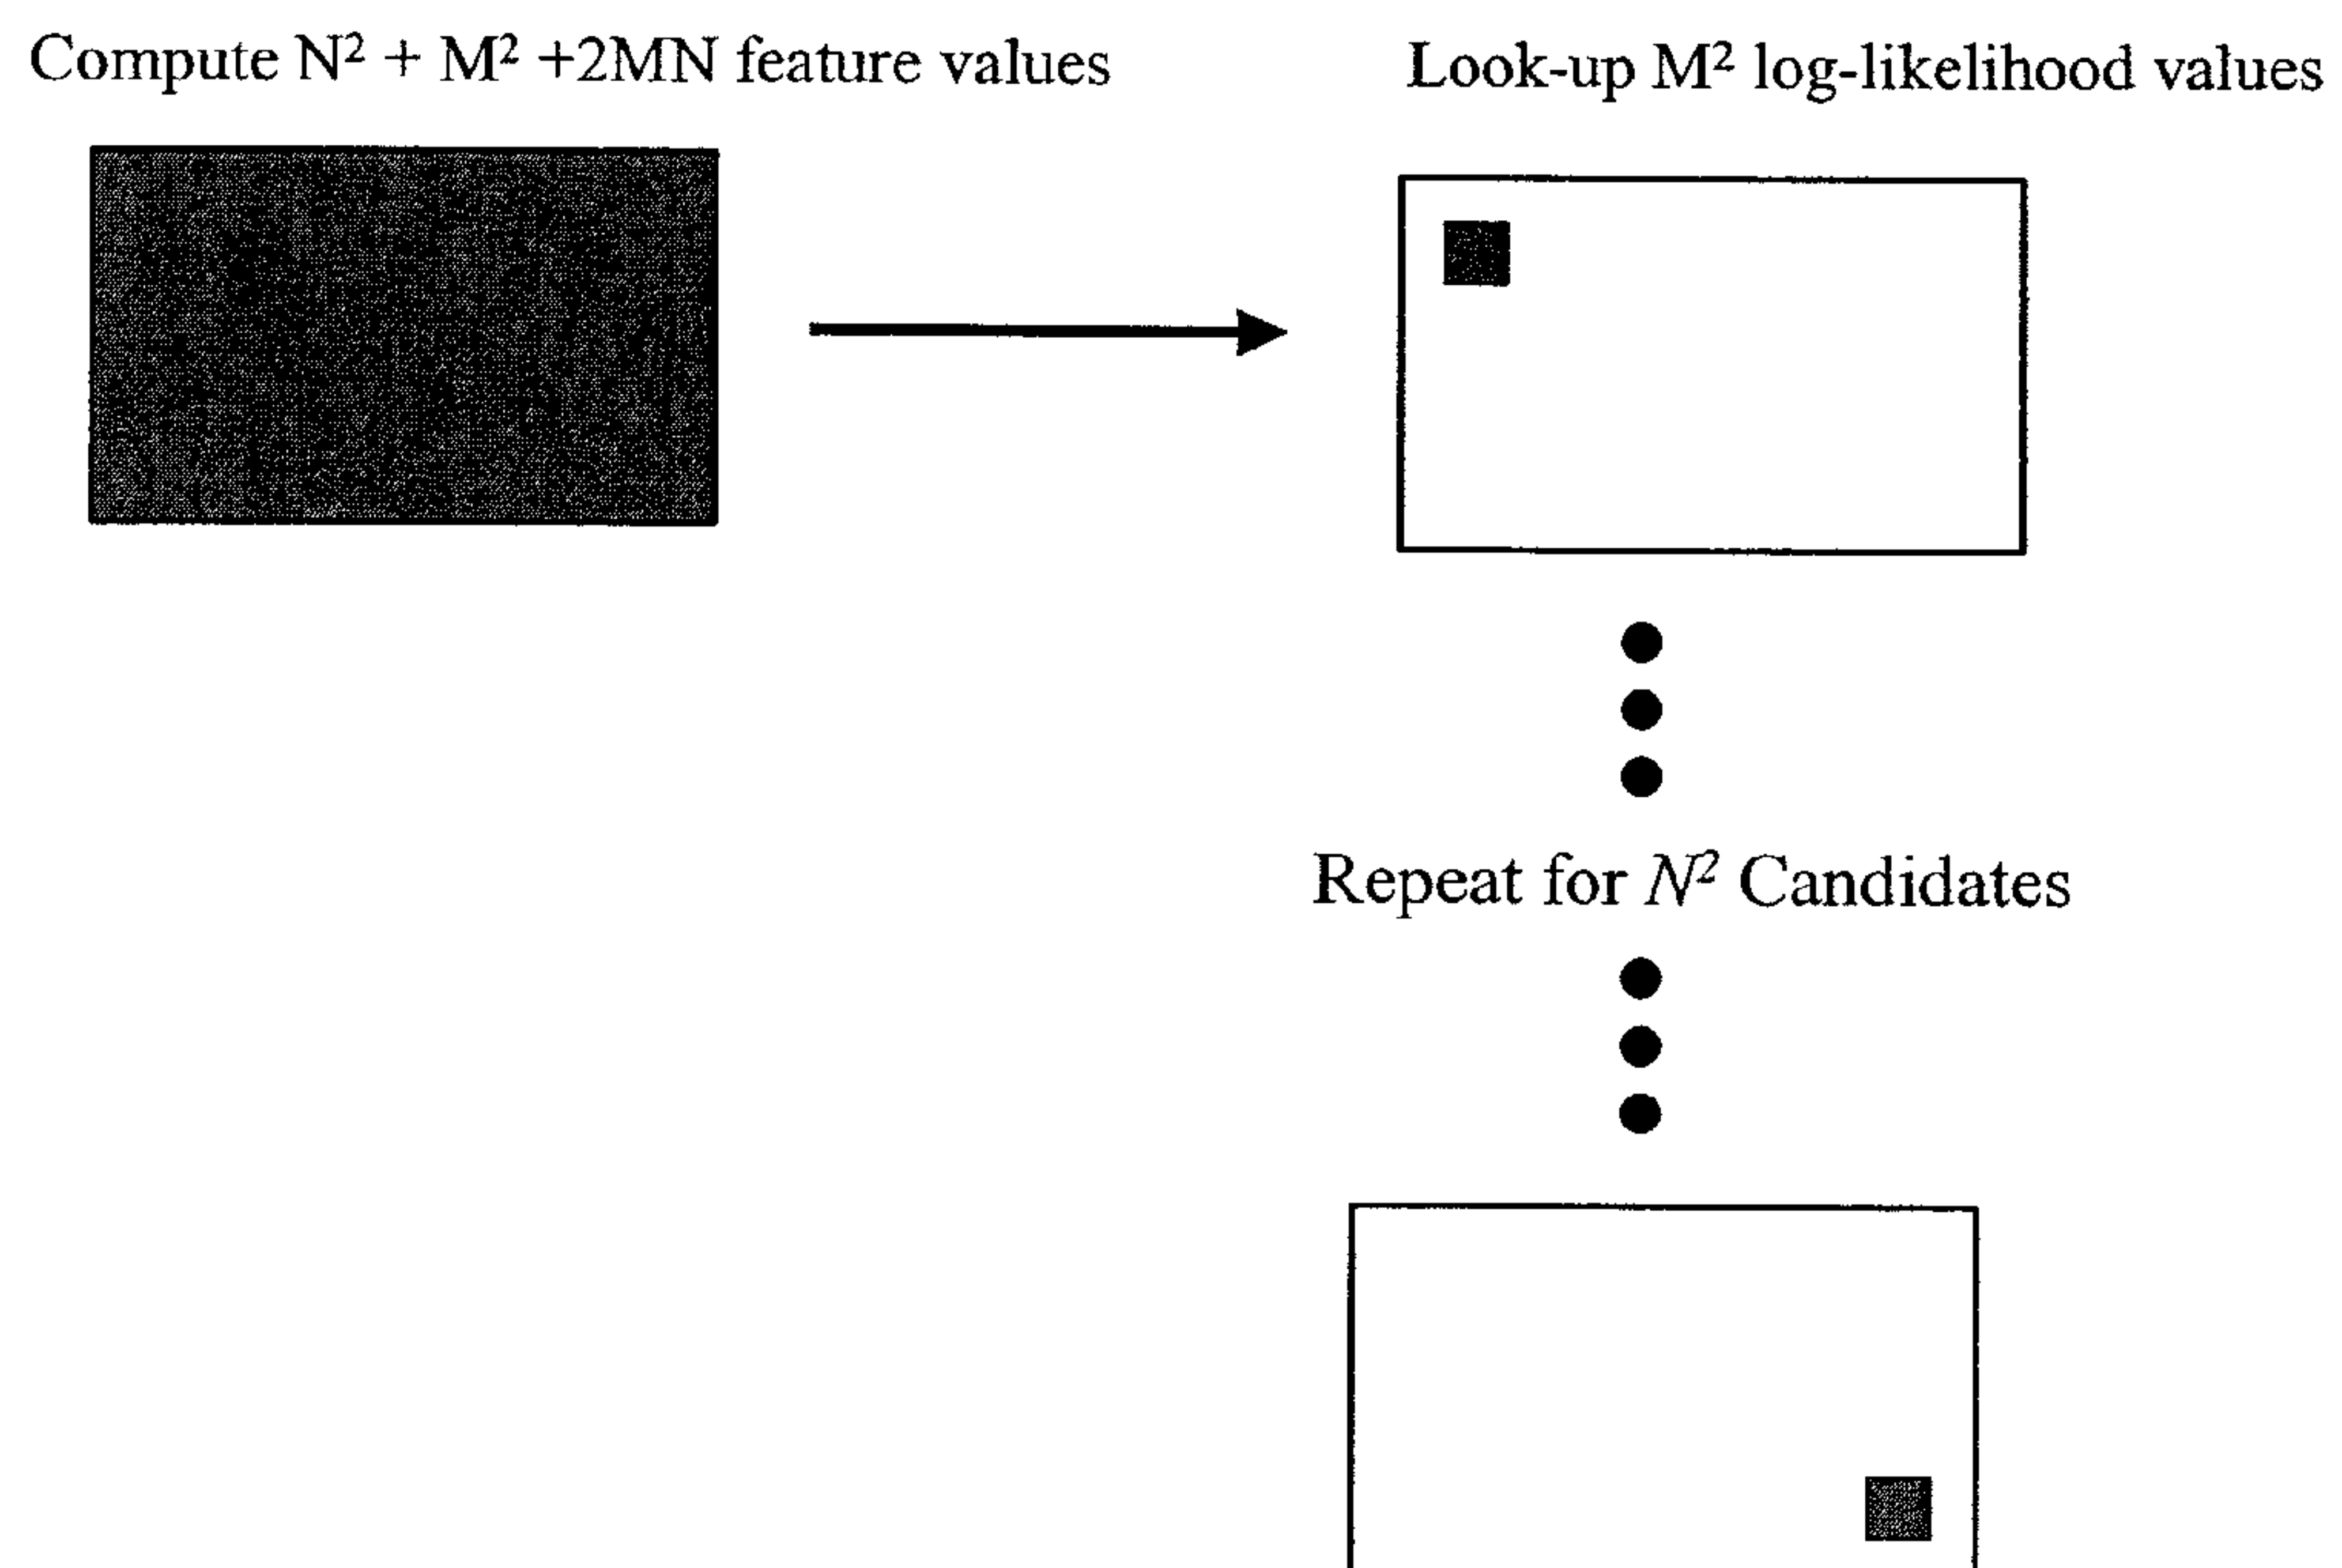 Compute N² + M² +2MN feature values
Look-up M² log-likelihood values
Repeat for N² Candidates